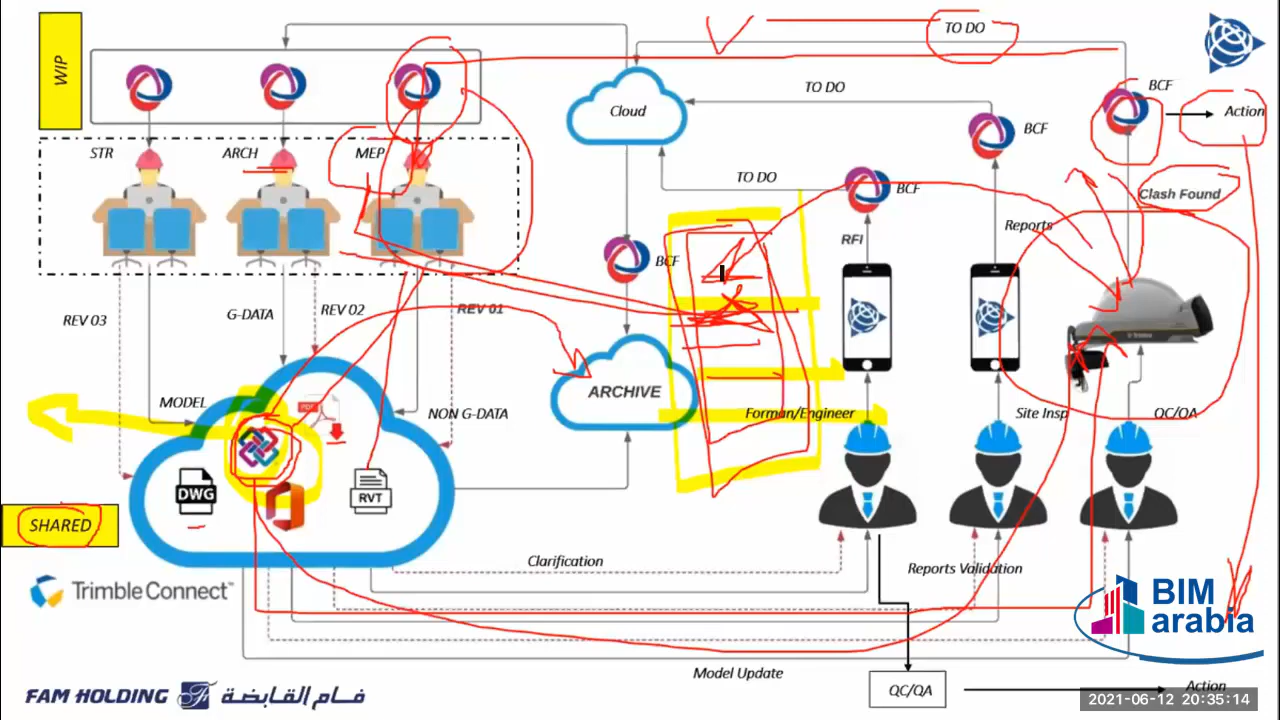 WIP
TO DO
BCF
Action
Cloud
TO DO
BCF
STR
ARCH
MEP
TO DO
BCF
Clash Found
Reports
RFI
BCF
REV 03
G-DATA
REV 02
REV 01
ARCHIVE
MODEL
NON G-DATA
Forman/Engineer
Site Insp
QC/QA
PDF
DWG
RVT
SHARED
Clarification
Reports Validation
Trimble Connect™
BIM
arabia
Model Update
QC/QA
Action
FAM HOLDING فام القابضة
2021-06-12 20:35:14